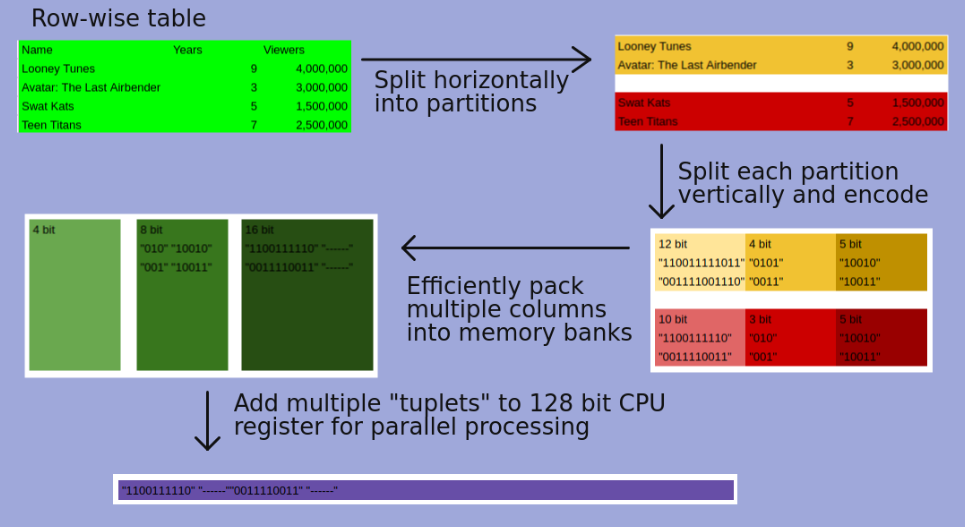 Row-wise table
Name Years Viewers
Looney Tunes 9 4,000,000
Avatar: The Last Airbender 3 3,000,000
Swat Kats 5 1,500,000
Teen Titans 7 2,500,000
Split horizontally
into partitions
Looney Tunes 9 4,000,000
Avatar: The Last Airbender 3 3,000,000
Swat Kats 5 1,500,000
Teen Titans 7 2,500,000
Split each partition
vertically and encode
12 bit 4 bit 5 bit
"110011111011" "0101" "10010"
"001111001110" "0011" "10011"
10 bit 3 bit 5 bit
"1100111110" "010" "10010"
"0011110011" "001" "10011"
Efficiently pack
multiple columns
into memory banks
4 bit 8 bit 16 bit
"010" "10010" "1100111110" "------"
"001" "10011" "0011110011" "------"
Add multiple "tuplets" to 128 bit CPU
register for parallel processing
"1100111110" "------""0011110011" "------"